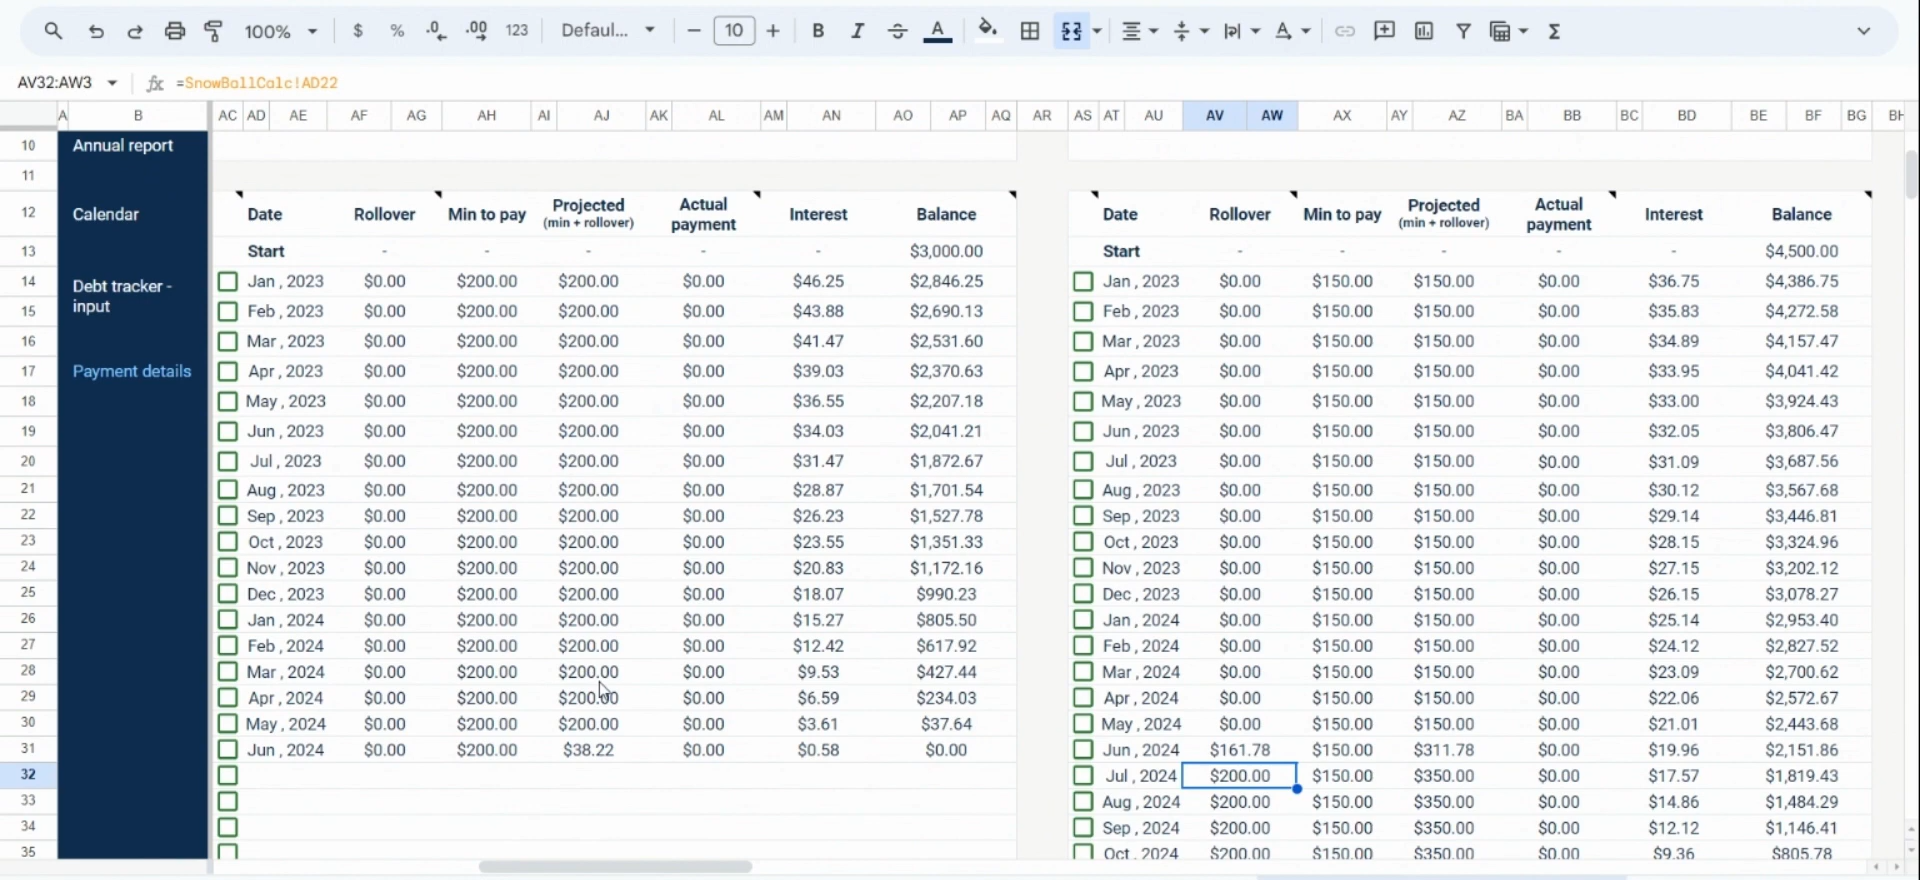 100% $ % .0 .00 123 Defaul... − 10 + B I S A Σ
AV32:AW3 fx =SnowBallCalc!AD22
A B AC AD AE AF AG AH AI AJ AK AL AM AN AO AP AQ AR AS AT AU AV AW AX AY AZ BA BB BC BD BE BF BG BH
10 Annual report
11
12 Calendar Date Rollover Min to pay Projected (min + rollover) Actual payment Interest Balance Date Rollover Min to pay Projected (min + rollover) Actual payment Interest Balance
13 Start - - - - - $3,000.00 Start - - - - - $4,500.00
14 Debt tracker - input Jan , 2023 $0.00 $200.00 $200.00 $0.00 $46.25 $2,846.25 Jan , 2023 $0.00 $150.00 $150.00 $0.00 $36.75 $4,386.75
15 Feb , 2023 $0.00 $200.00 $200.00 $0.00 $43.88 $2,690.13 Feb , 2023 $0.00 $150.00 $150.00 $0.00 $35.83 $4,272.58
16 Mar , 2023 $0.00 $200.00 $200.00 $0.00 $41.47 $2,531.60 Mar , 2023 $0.00 $150.00 $150.00 $0.00 $34.89 $4,157.47
17 Payment details Apr , 2023 $0.00 $200.00 $200.00 $0.00 $39.03 $2,370.63 Apr , 2023 $0.00 $150.00 $150.00 $0.00 $33.95 $4,041.42
18 May , 2023 $0.00 $200.00 $200.00 $0.00 $36.55 $2,207.18 May , 2023 $0.00 $150.00 $150.00 $0.00 $33.00 $3,924.43
19 Jun , 2023 $0.00 $200.00 $200.00 $0.00 $34.03 $2,041.21 Jun , 2023 $0.00 $150.00 $150.00 $0.00 $32.05 $3,806.47
20 Jul , 2023 $0.00 $200.00 $200.00 $0.00 $31.47 $1,872.67 Jul , 2023 $0.00 $150.00 $150.00 $0.00 $31.09 $3,687.56
21 Aug , 2023 $0.00 $200.00 $200.00 $0.00 $28.87 $1,701.54 Aug , 2023 $0.00 $150.00 $150.00 $0.00 $30.12 $3,567.68
22 Sep , 2023 $0.00 $200.00 $200.00 $0.00 $26.23 $1,527.78 Sep , 2023 $0.00 $150.00 $150.00 $0.00 $29.14 $3,446.81
23 Oct , 2023 $0.00 $200.00 $200.00 $0.00 $23.55 $1,351.33 Oct , 2023 $0.00 $150.00 $150.00 $0.00 $28.15 $3,324.96
24 Nov , 2023 $0.00 $200.00 $200.00 $0.00 $20.83 $1,172.16 Nov , 2023 $0.00 $150.00 $150.00 $0.00 $27.15 $3,202.12
25 Dec , 2023 $0.00 $200.00 $200.00 $0.00 $18.07 $990.23 Dec , 2023 $0.00 $150.00 $150.00 $0.00 $26.15 $3,078.27
26 Jan , 2024 $0.00 $200.00 $200.00 $0.00 $15.27 $805.50 Jan , 2024 $0.00 $150.00 $150.00 $0.00 $25.14 $2,953.40
27 Feb , 2024 $0.00 $200.00 $200.00 $0.00 $12.42 $617.92 Feb , 2024 $0.00 $150.00 $150.00 $0.00 $24.12 $2,827.52
28 Mar , 2024 $0.00 $200.00 $200.00 $0.00 $9.53 $427.44 Mar , 2024 $0.00 $150.00 $150.00 $0.00 $23.09 $2,700.62
29 Apr , 2024 $0.00 $200.00 $200.00 $0.00 $6.59 $234.03 Apr , 2024 $0.00 $150.00 $150.00 $0.00 $22.06 $2,572.67
30 May , 2024 $0.00 $200.00 $200.00 $0.00 $3.61 $37.64 May , 2024 $0.00 $150.00 $150.00 $0.00 $21.01 $2,443.68
31 Jun , 2024 $0.00 $200.00 $38.22 $0.00 $0.58 $0.00 Jun , 2024 $161.78 $150.00 $311.78 $0.00 $19.96 $2,151.86
32 Jul , 2024 $200.00 $150.00 $350.00 $0.00 $17.57 $1,819.43
33 Aug , 2024 $200.00 $150.00 $350.00 $0.00 $14.86 $1,484.29
34 Sep , 2024 $200.00 $150.00 $350.00 $0.00 $12.12 $1,146.41
35 Oct , 2024 $200.00 $150.00 $350.00 $0.00 $9.36 $805.78